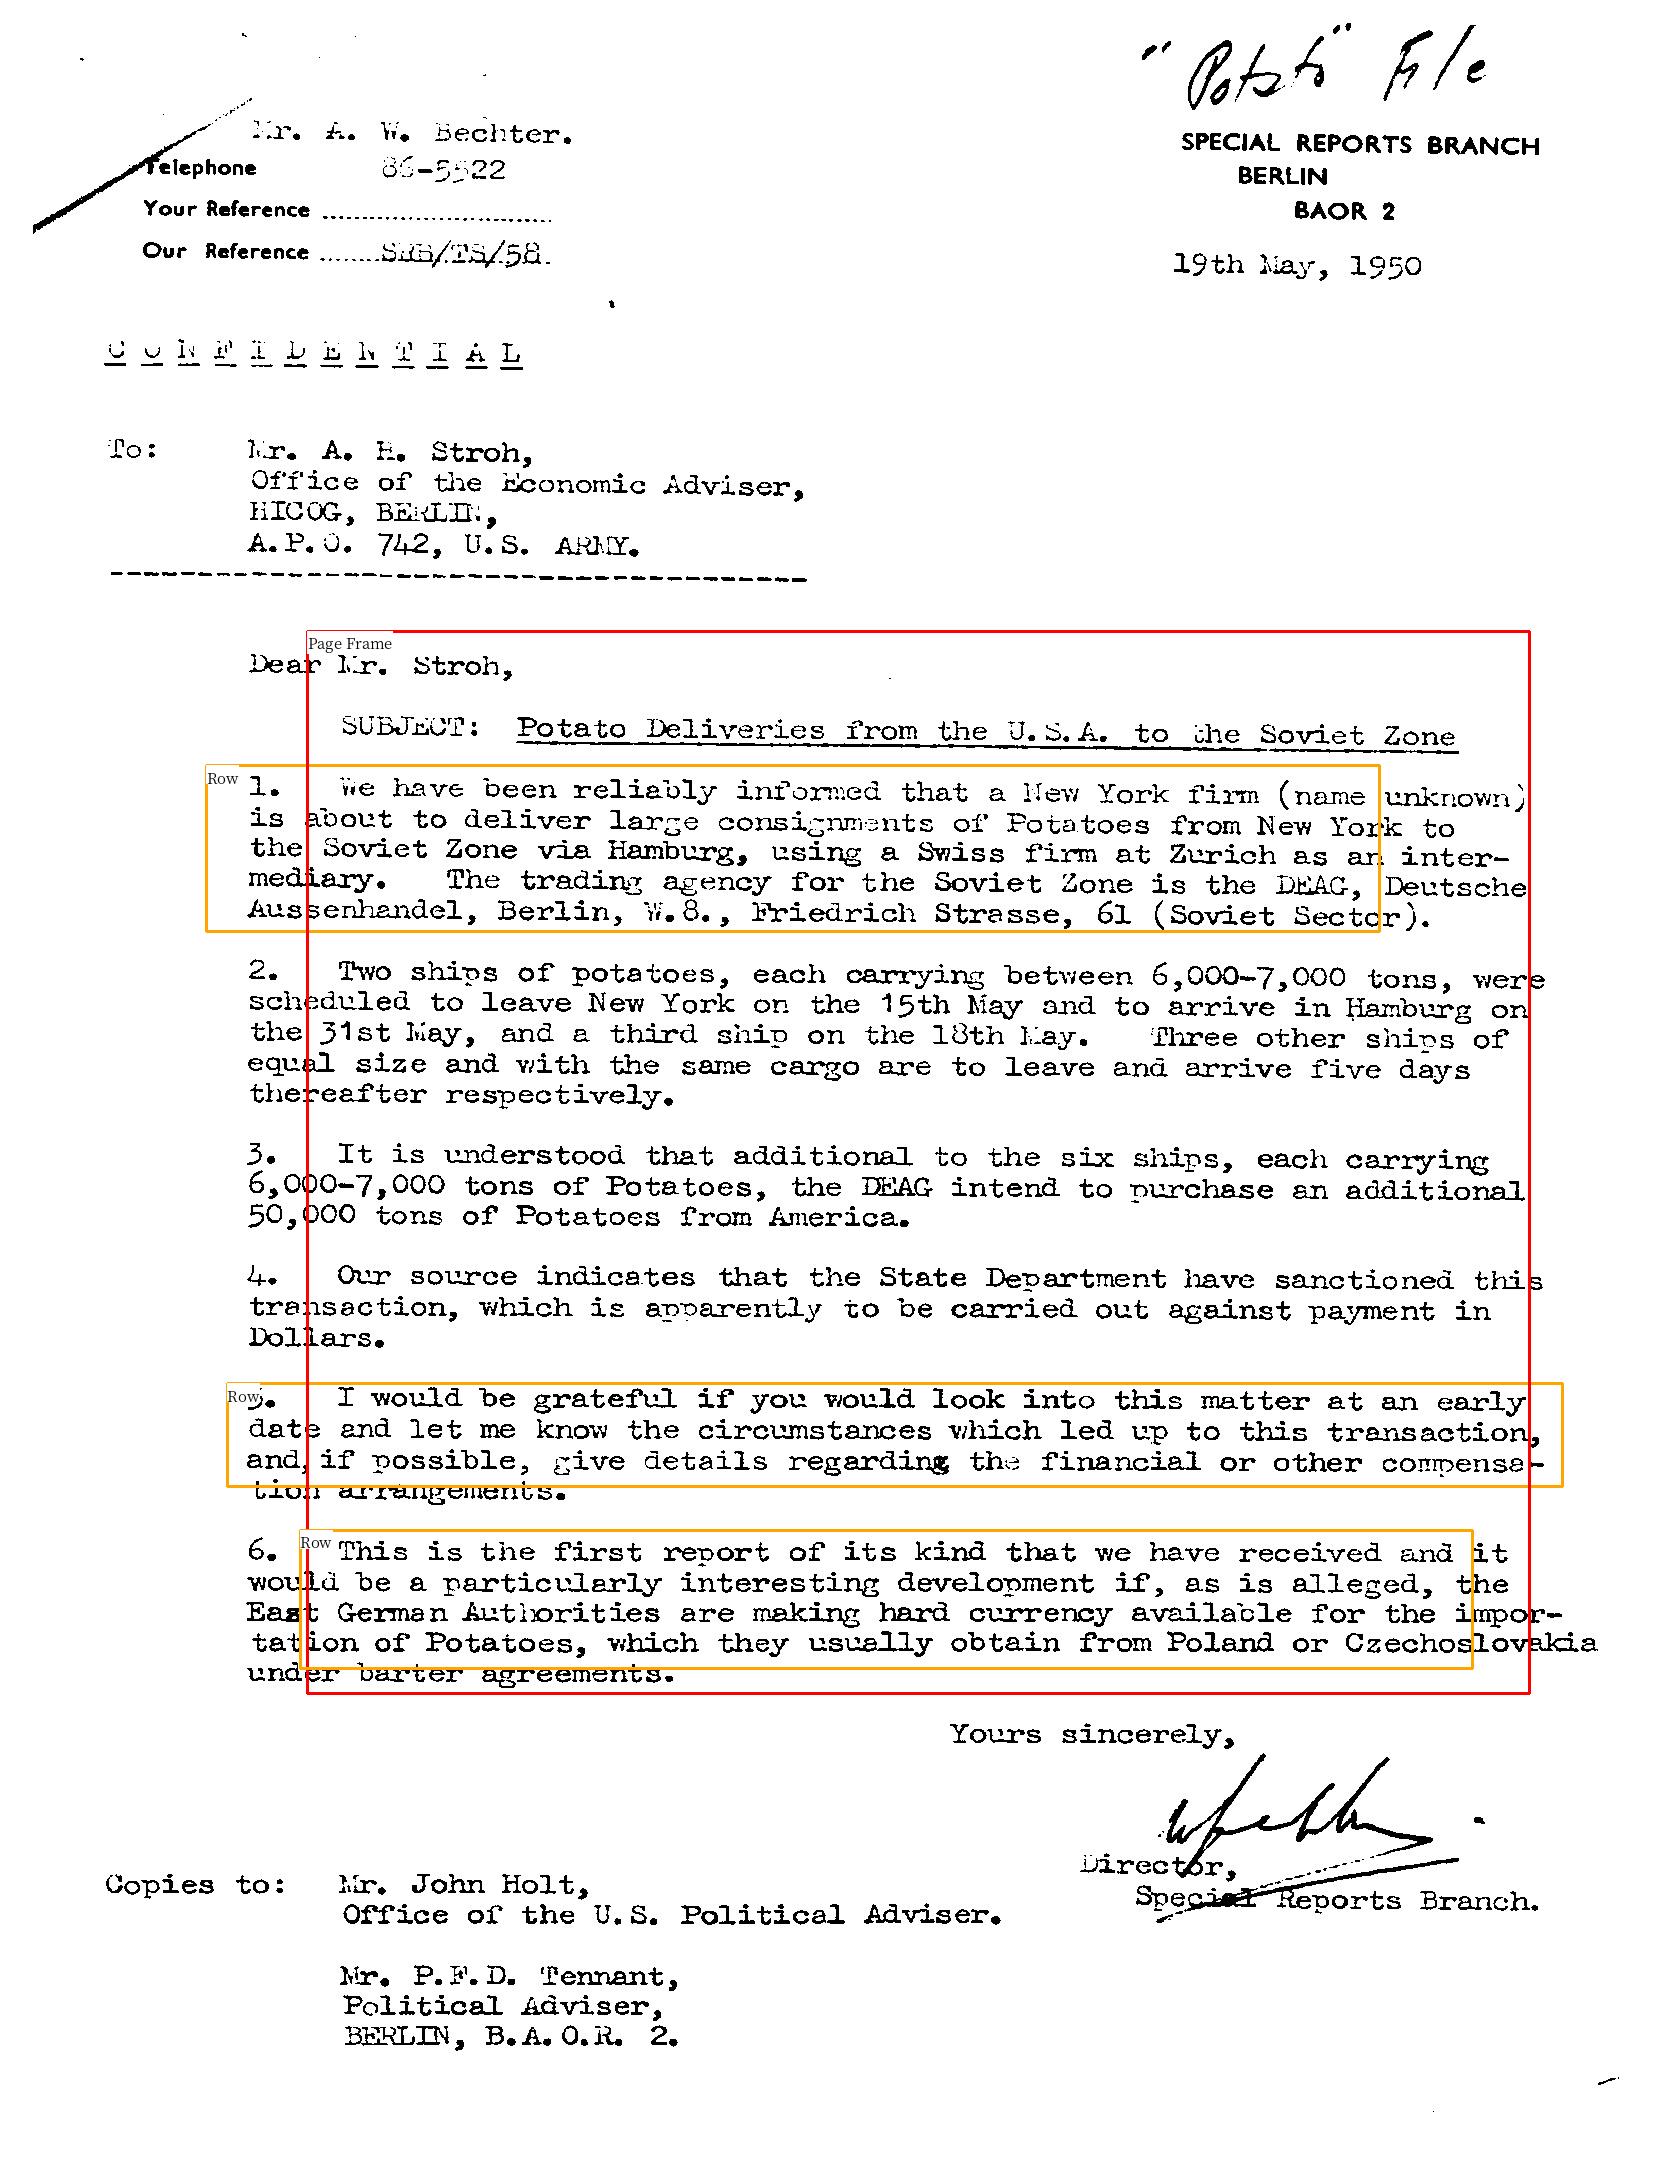 "Potato" File
Mr. A. W. Bechter.
Telephone 86-5522
Your Reference
Our Reference SRB/TS/58.
SPECIAL REPORTS BRANCH
BERLIN
BAOR 2
19th May, 1950
CONFIDENTIAL
To: Mr. A. H. Stroh,
Office of the Economic Adviser,
HICOG, BERLIN,
A.P.O. 742, U.S. ARMY.
Page Frame
Dear Mr. Stroh,
SUBJECT: Potato Deliveries from the U.S.A. to the Soviet Zone
Row
1. We have been reliably informed that a New York firm (name unknown)
is about to deliver large consignments of Potatoes from New York to
the Soviet Zone via Hamburg, using a Swiss firm at Zurich as an inter-
mediary. The trading agency for the Soviet Zone is the DEAG, Deutsche
Aussenhandel, Berlin, W.8., Friedrich Strasse, 61 (Soviet Sector).
2. Two ships of potatoes, each carrying between 6,000-7,000 tons, were
scheduled to leave New York on the 15th May and to arrive in Hamburg on
the 31st May, and a third ship on the 18th May. Three other ships of
equal size and with the same cargo are to leave and arrive five days
thereafter respectively.
3. It is understood that additional to the six ships, each carrying
6,000-7,000 tons of Potatoes, the DEAG intend to purchase an additional
50,000 tons of Potatoes from America.
4. Our source indicates that the State Department have sanctioned this
transaction, which is apparently to be carried out against payment in
Dollars.
Row
5. I would be grateful if you would look into this matter at an early
date and let me know the circumstances which led up to this transaction,
and, if possible, give details regarding the financial or other compensa-
tion arrangements.
Row
6. This is the first report of its kind that we have received and it
would be a particularly interesting development if, as is alleged, the
East German Authorities are making hard currency available for the impor-
tation of Potatoes, which they usually obtain from Poland or Czechoslovakia
under barter agreements.
Yours sincerely,
Director,
Special Reports Branch.
Copies to: Mr. John Holt,
Office of the U.S. Political Adviser.
Mr. P.F.D. Tennant,
Political Adviser,
BERLIN, B.A.O.R. 2.